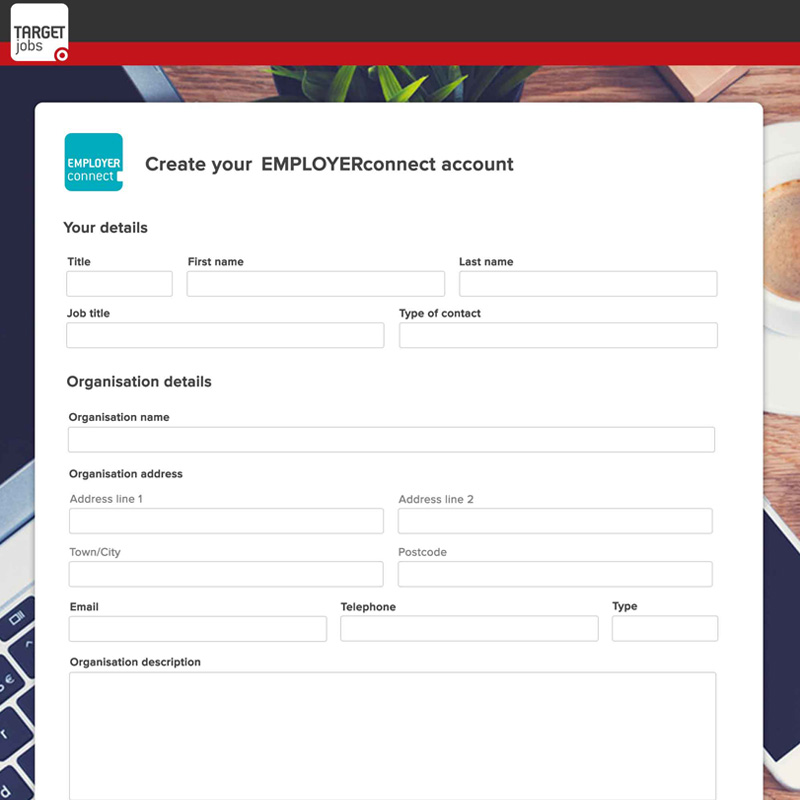 TARGET
jobs
EMPLOYER
connect
Create your EMPLOYERconnect account
Your details
Title First name Last name
Job title Type of contact
Organisation details
Organisation name
Organisation address
Address line 1 Address line 2
Town/City Postcode
Email Telephone Type
Organisation description
€
r
d